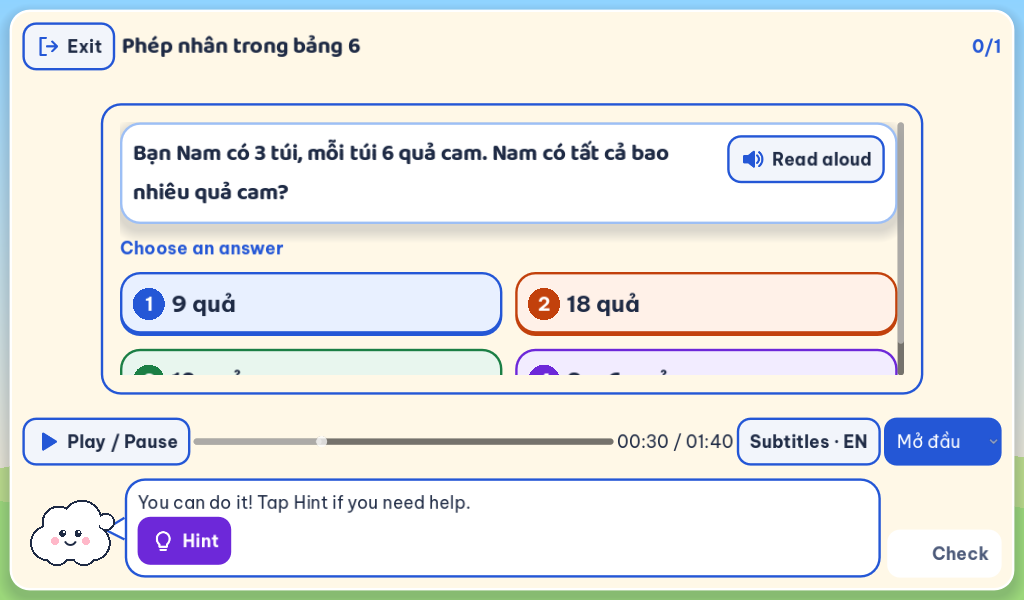 Exit
Phép nhân trong bảng 6
0/1
Bạn Nam có 3 túi, mỗi túi 6 quả cam. Nam có tất cả bao
nhiêu quả cam?
Read aloud
Choose an answer
1 9 quả
2 18 quả
Play / Pause
00:30 / 01:40
Subtitles · EN
Mở đầu
You can do it! Tap Hint if you need help.
Hint
Check